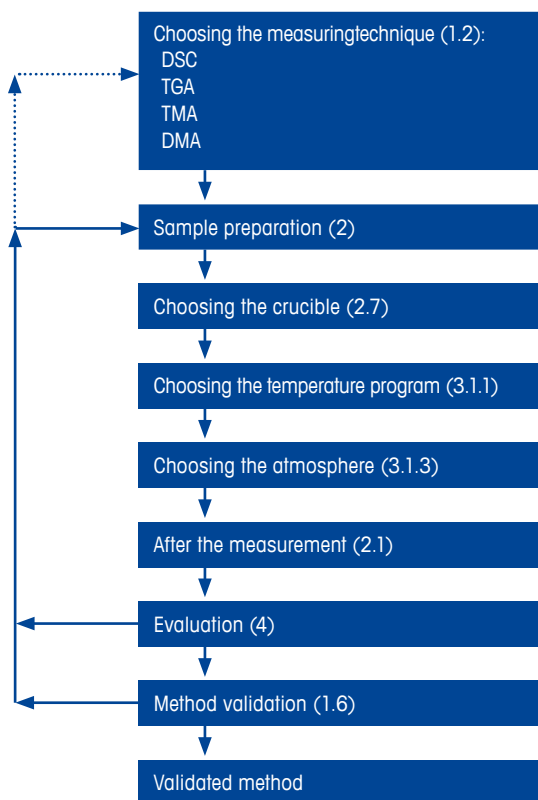 Choosing the measuringtechnique (1.2):
DSC
TGA
TMA
DMA
Sample preparation (2)
Choosing the crucible (2.7)
Choosing the temperature program (3.1.1)
Choosing the atmosphere (3.1.3)
After the measurement (2.1)
Evaluation (4)
Method validation (1.6)
Validated method